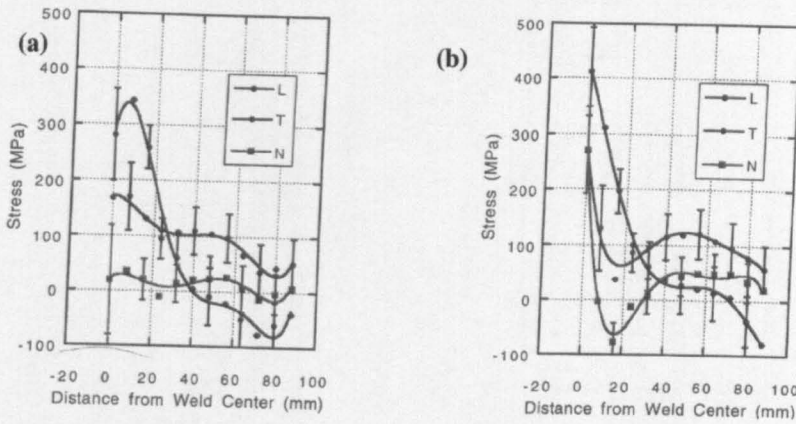 (a)
500
400
300
200
100
0
-100
Stress (MPa)
L
T
N
-20 0 20 40 60 80 100
Distance from Weld Center (mm)
(b)
500
400
300
200
100
0
-100
Stress (MPa)
L
T
N
-20 0 20 40 60 80 100
Distance from Weld Center (mm)